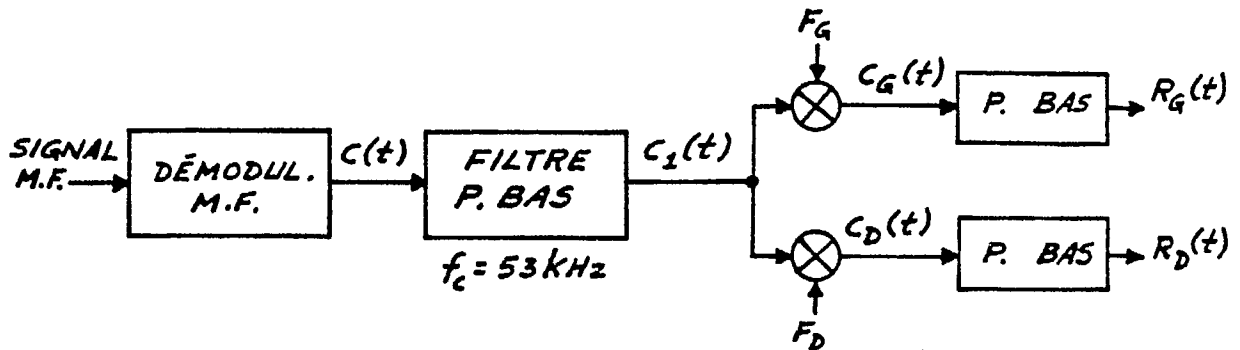 SIGNAL
M.F.
DÉMODUL.
M.F.
C(t)
FILTRE
P. BAS
f_c = 53 kHz
C_1(t)
F_G
C_G(t)
P. BAS
R_G(t)
C_D(t)
P. BAS
R_D(t)
F_D